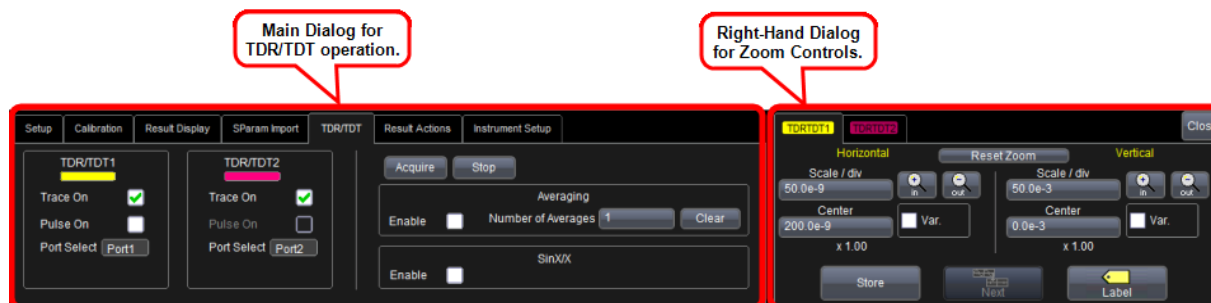 Main Dialog for
TDR/TDT operation.
Right-Hand Dialog
for Zoom Controls.
Setup Calibration Result Display SParam Import TDR/TDT Result Actions Instrument Setup
TDR/TDT1
Trace On
Pulse On
Port Select Port1
TDR/TDT2
Trace On
Pulse On
Port Select Port2
Acquire Stop
Averaging
Enable Number of Averages 1 Clear
SinX/X
Enable
TDRTDT1 TDRTDT2 Clos
Horizontal Reset Zoom Vertical
Scale / div
50.0e-9 in out
Center
200.0e-9 Var.
x 1.00
Scale / div
50.0e-3 in out
Center
0.0e-3 Var.
x 1.00
Store Next Label